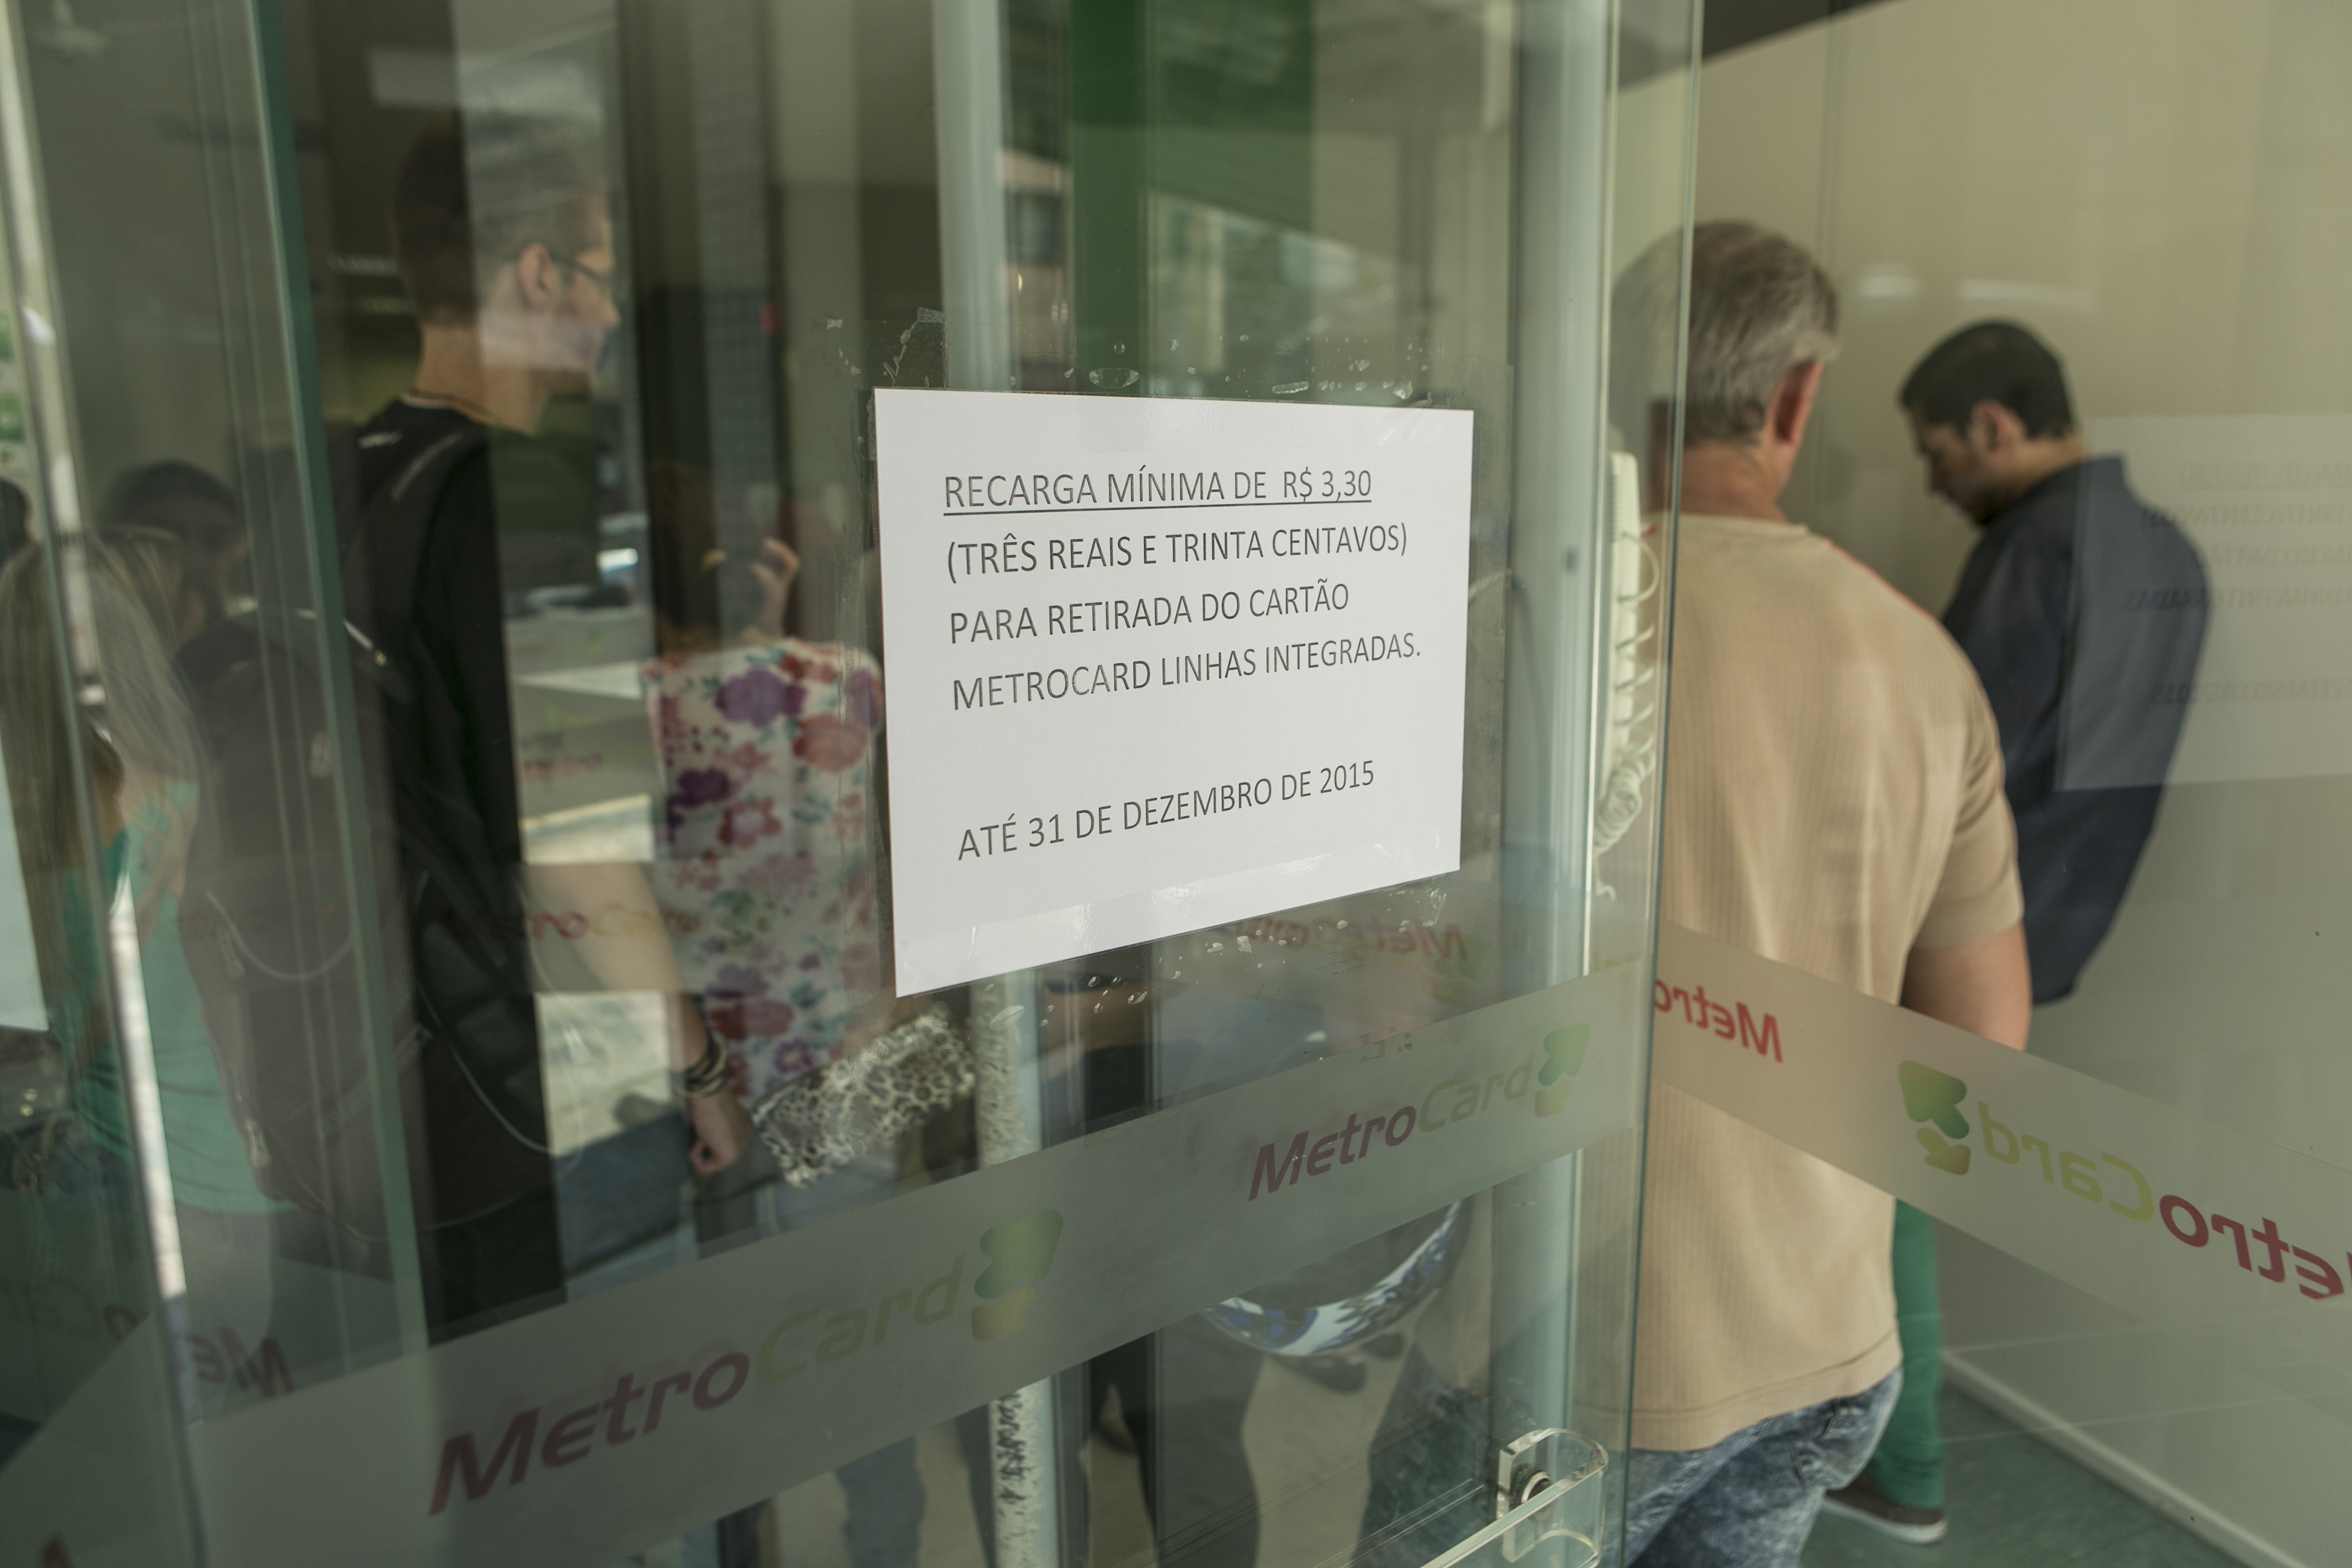 RECARGA MÍNIMA DE R$ 3,30
(TRÊS REAIS E TRINTA CENTAVOS)
PARA RETIRADA DO CARTÃO
METROCARD LINHAS INTEGRADAS.
ATÉ 31 DE DEZEMBRO DE 2015
MetroCard
MetroCard
Metro
MetroCard